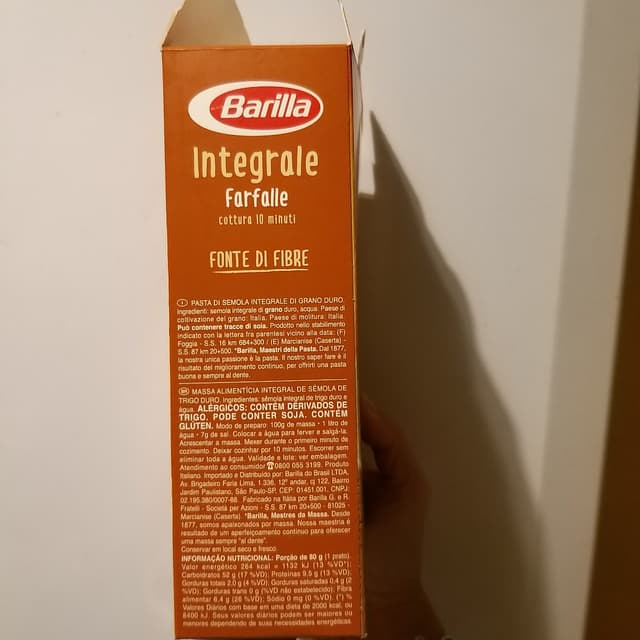 Barilla
Integrale
Farfalle
cottura 10 minuti
FONTE DI FIBRE
I PASTA DI SEMOLA INTEGRALE DI GRANO DURO.
Ingredienti: semola integrale di grano duro, acqua. Paese di
coltivazione del grano: Italia. Paese di molitura: Italia.
Può contenere tracce di soia. Prodotto nello stabilimento
indicato con la lettera fra parentesi vicino alla data: (F)
Foggia - S.S. 16 km 684+300 / (E) Marcianise (Caserta) -
S.S. 87 km 20+500. *Barilla, Maestri della Pasta. Dal 1877,
la nostra unica passione è la pasta. Il nostro saper fare è il
risultato del miglioramento continuo, per offrirti una pasta
buona e sempre al dente.
BR MASSA ALIMENTÍCIA INTEGRAL DE SÊMOLA DE
TRIGO DURO. Ingredientes: sêmola integral de trigo duro e
água. ALÉRGICOS: CONTÉM DERIVADOS DE
TRIGO. PODE CONTER SOJA. CONTÉM
GLÚTEN. Modo de preparo: 100g de massa • 1 litro de
água • 7g de sal. Colocar a água para ferver e salgá-la.
Acrescentar a massa. Mexer durante o primeiro minuto de
cozimento. Deixar cozinhar por 10 minutos. Escorrer sem
eliminar toda a água. Validade e lote: ver embalagem.
Atendimento ao consumidor ☎0800 055 3199. Produto
Italiano. Importado e Distribuído por: Barilla do Brasil LTDA,
Av. Brigadeiro Faria Lima, 1.336, 12º andar, cj 122, Bairro
Jardim Paulistano, São Paulo-SP, CEP: 01451.001, CNPJ:
02.195.380/0007-88. Fabricado na Itália por Barilla G. e R.
Fratelli - Società per Azioni - S.S. 87 km 20+500 - 81025 -
Marcianise (Caserta) *Barilla, Mestres da Massa. Desde
1877, somos apaixonados por massa. Nossa maestria é
resultado de um aperfeiçoamento contínuo para oferecer
uma massa sempre "al dente".
Conservar em local seco e fresco.
INFORMAÇÃO NUTRICIONAL: Porção de 80 g (1 prato).
Valor energético 264 kcal = 1132 kJ (13 %VD*);
Carboidratos 52 g (17 %VD); Proteínas 9,5 g (13 %VD);
Gorduras totais 2,0 g (4 %VD); Gorduras saturadas 0,4 g (2
%VD); Gorduras trans 0 g (%VD não estabelecido); Fibra
alimentar 6,4 g (26 %VD); Sódio 0 mg (0 %VD). (*) %
Valores Diários com base em uma dieta de 2000 kcal, ou
8400 kJ. Seus valores diários podem ser maiores ou
menores dependendo de suas necessidades energéticas.